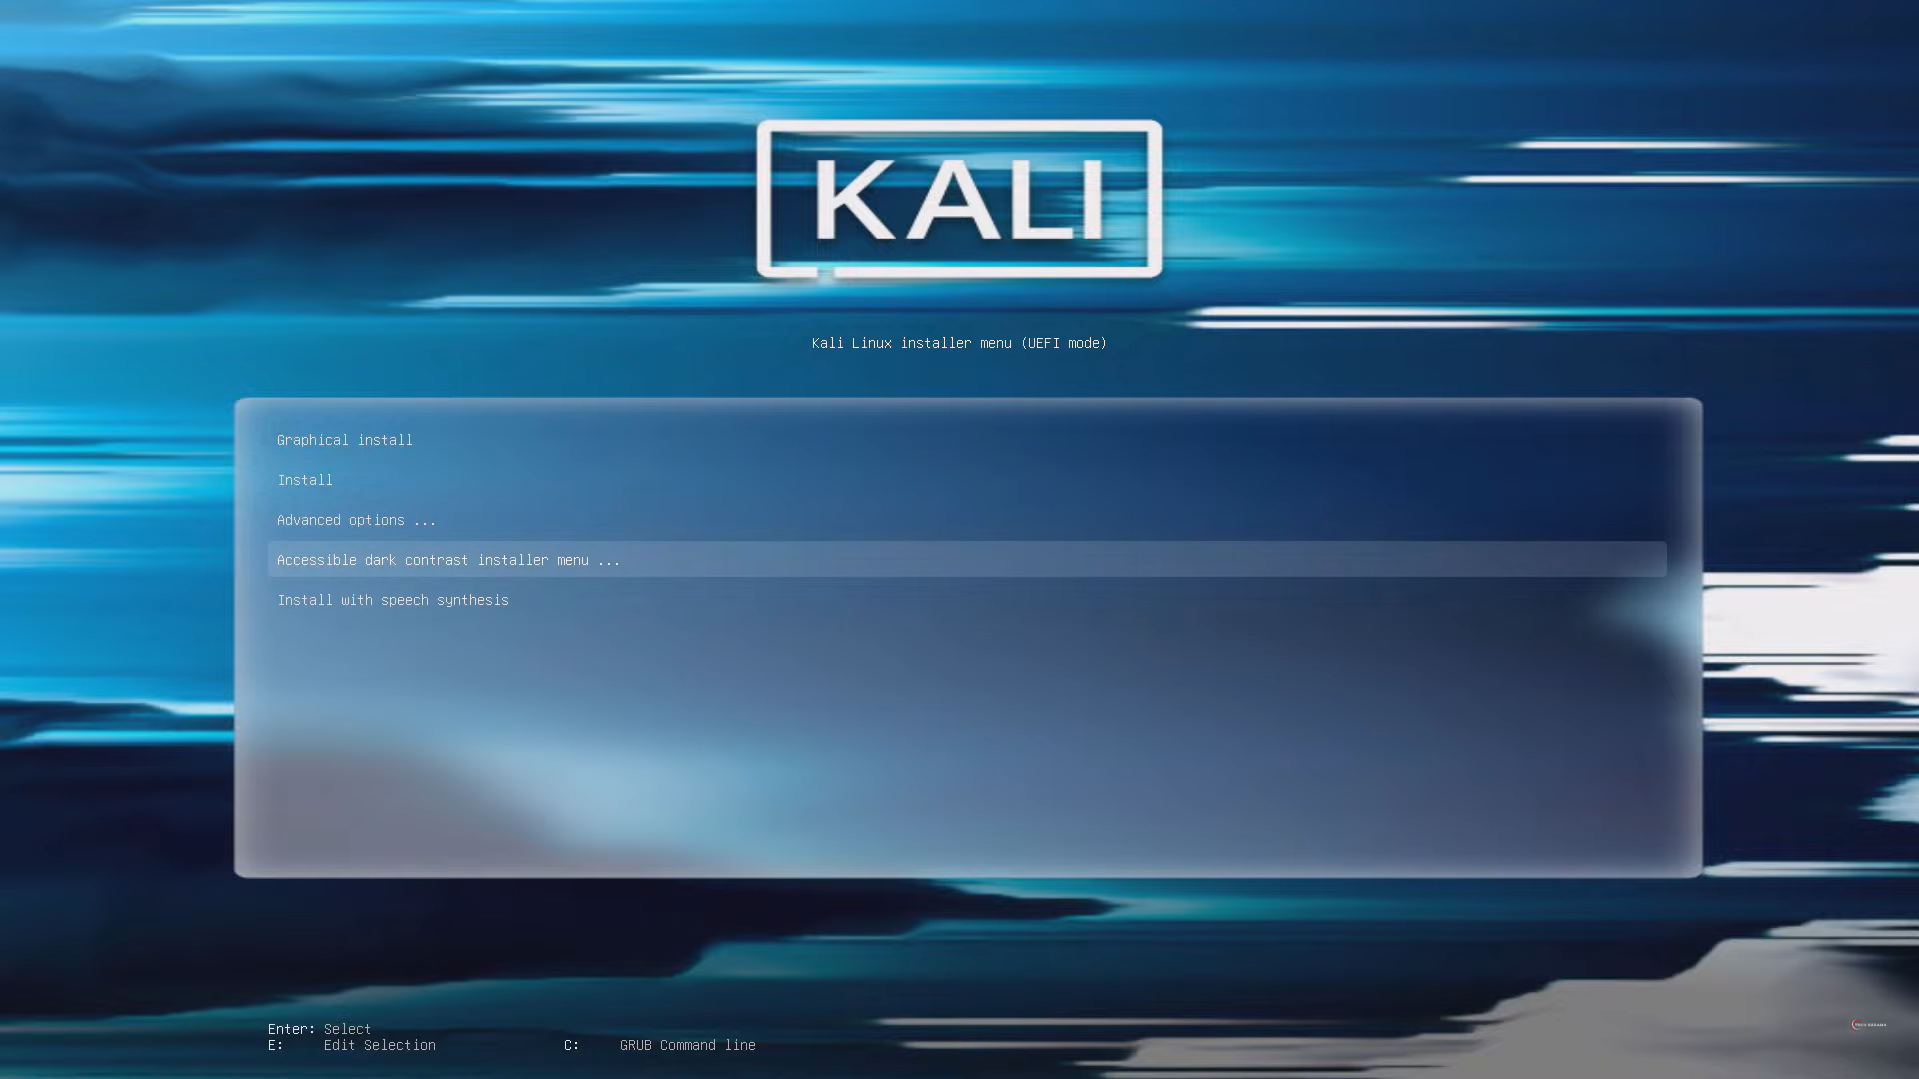 KALI
Kali Linux installer menu (UEFI mode)
Graphical install
Install
Advanced options ...
Accessible dark contrast installer menu ...
Install with speech synthesis
Enter: Select
E: Edit Selection C: GRUB Command line